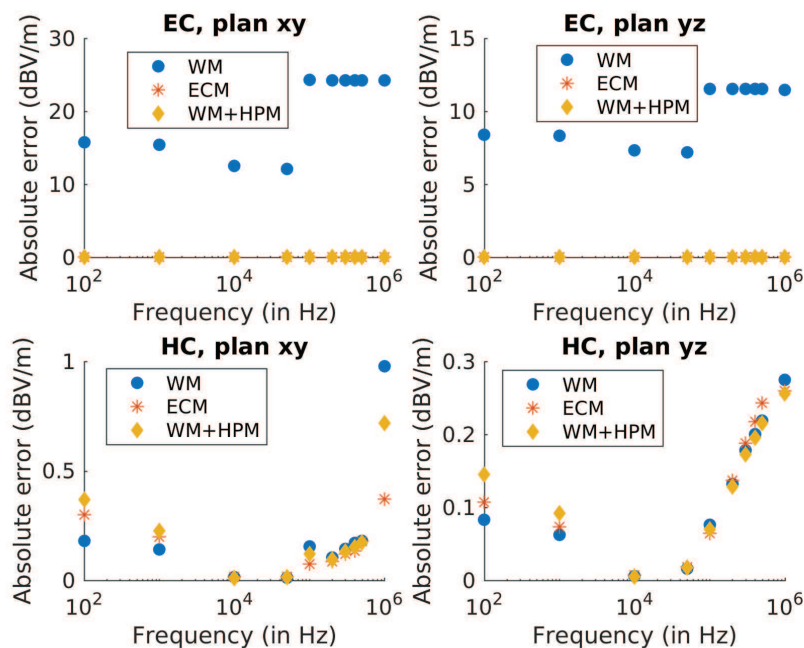 EC, plan xy
30
20
10
0
Absolute error (dBV/m)
WM
ECM
WM+HPM
10^2
10^4
10^6
Frequency (in Hz)
EC, plan yz
15
10
5
0
Absolute error (dBV/m)
WM
ECM
WM+HPM
10^2
10^4
10^6
Frequency (in Hz)
HC, plan xy
1
0.5
0
Absolute error (dBV/m)
WM
ECM
WM+HPM
10^2
10^4
10^6
Frequency (in Hz)
HC, plan yz
0.3
0.2
0.1
0
Absolute error (dBV/m)
WM
ECM
WM+HPM
10^2
10^4
10^6
Frequency (in Hz)